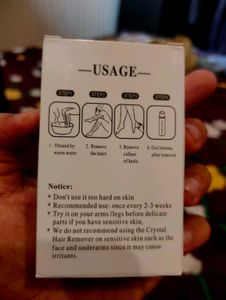 —USAGE—
STEP1 STEP2 STEP3 STEP4
1. Titrated by
warm water
2. Remove
the hairs
3. Remove
calluse
of heels
4. Use lotions
after removal
Notice:
* Don't use it too hard on skin
* Recommended use: once every 2-3 weeks
* Try it on your arms /legs before delicate
parts if you have sensitive skin.
* We do not recommend using the Crystal
Hair Remover on sensitive skin such as the
face and underarms since it may cause
irritants.